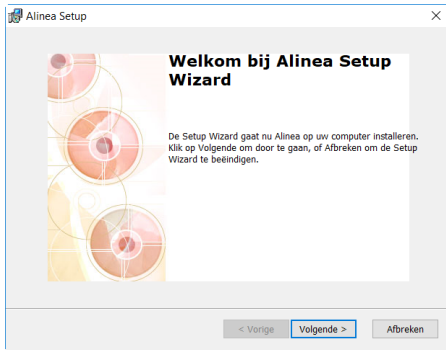 Alinea Setup
Welkom bij Alinea Setup
Wizard
De Setup Wizard gaat nu Alinea op uw computer installeren.
Klik op Volgende om door te gaan, of Afbreken om de Setup
Wizard te beëindigen.
< Vorige
Volgende >
Afbreken